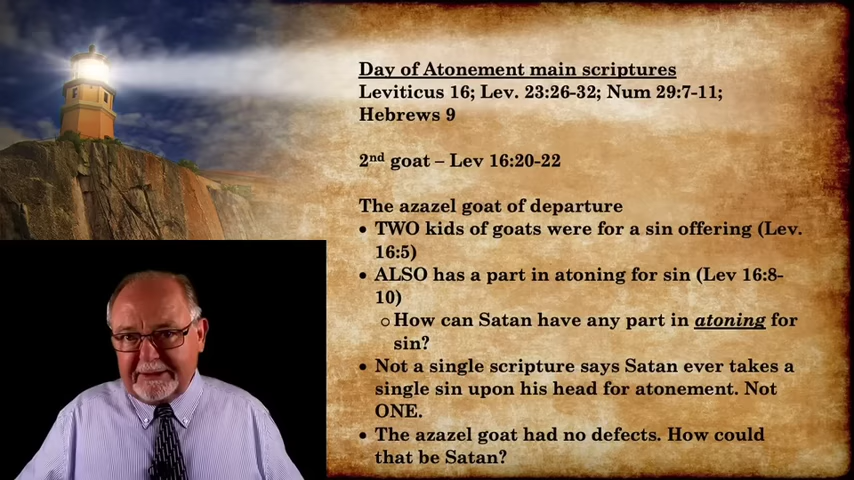 Day of Atonement main scriptures
Leviticus 16; Lev. 23:26-32; Num 29:7-11;
Hebrews 9
2nd goat – Lev 16:20-22
The azazel goat of departure
• TWO kids of goats were for a sin offering (Lev.
16:5)
• ALSO has a part in atoning for sin (Lev 16:8-
10)
o How can Satan have any part in atoning for
sin?
• Not a single scripture says Satan ever takes a
single sin upon his head for atonement. Not
ONE.
• The azazel goat had no defects. How could
that be Satan?